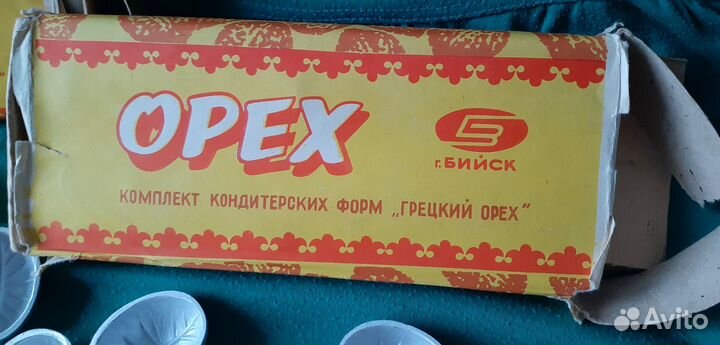 ОРЕХ
г.БИЙСК
КОМПЛЕКТ КОНДИТЕРСКИХ ФОРМ „ГРЕЦКИЙ ОРЕХ"
Avito